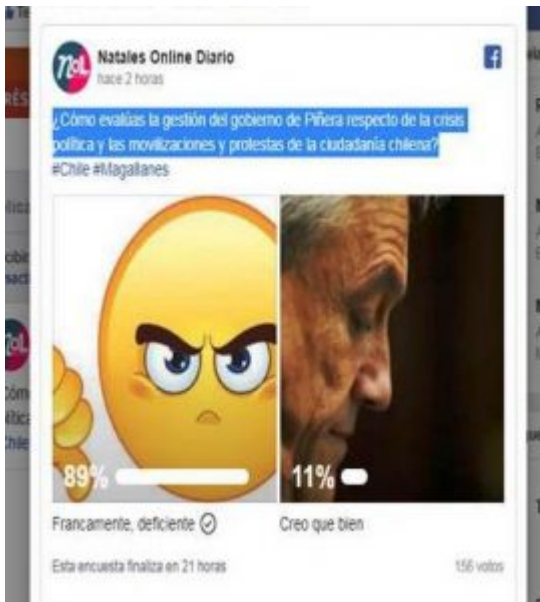 nol
Natales Online Diario
hace 2 horas
¿Cómo evalúas la gestión del gobierno de Piñera respecto de la crisis
política y las movilizaciones y protestas de la ciudadanía chilena?
#Chile #Magallanes
89%
11%
Francamente, deficiente
Creo que bien
Esta encuesta finaliza en 21 horas
156 votos